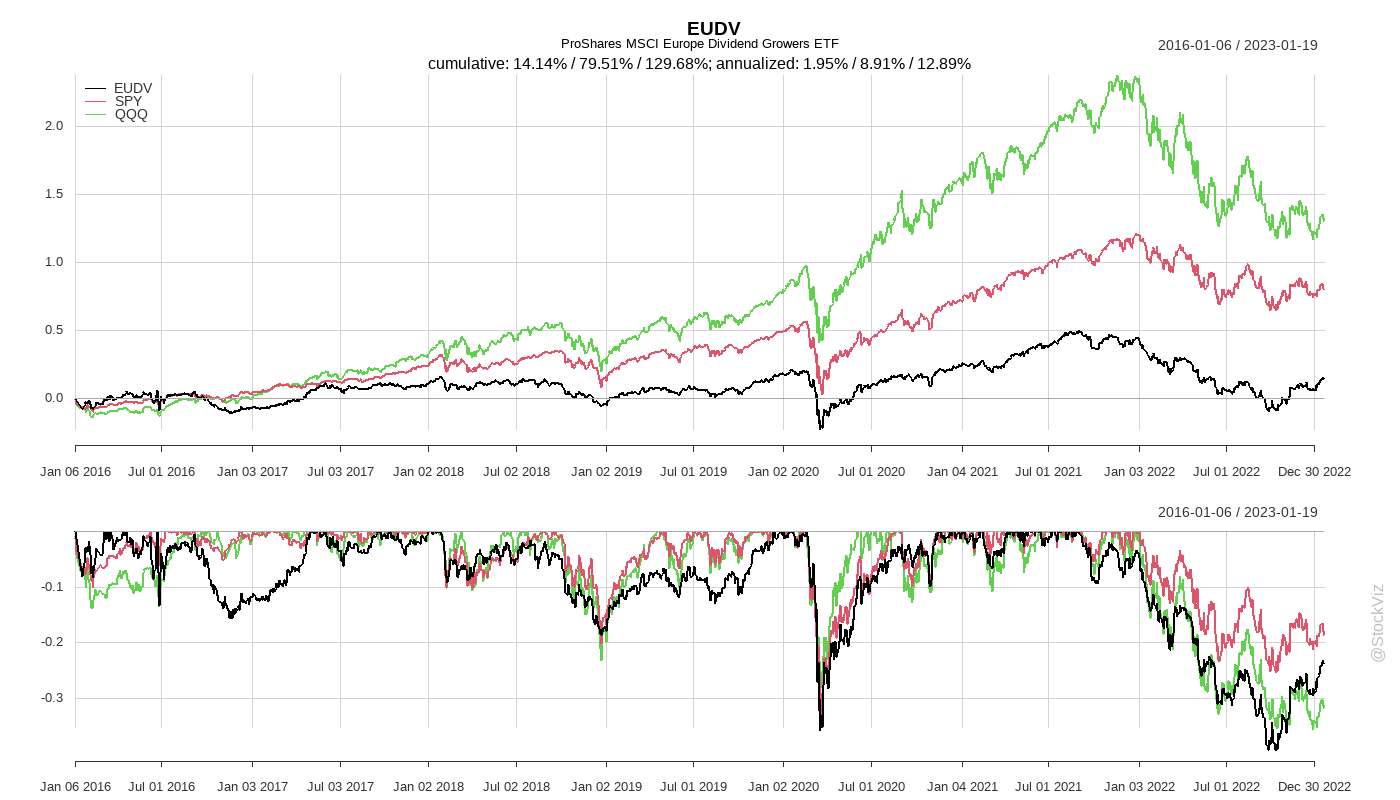 EUDV
ProShares MSCI Europe Dividend Growers ETF
2016-01-06 / 2023-01-19
cumulative: 14.14% / 79.51% / 129.68%; annualized: 1.95% / 8.91% / 12.89%
EUDV
SPY
QQQ
2.0
1.5
1.0
0.5
0.0
Jan 06 2016 Jul 01 2016 Jan 03 2017 Jul 03 2017 Jan 02 2018 Jul 02 2018 Jan 02 2019 Jul 01 2019 Jan 02 2020 Jul 01 2020 Jan 04 2021 Jul 01 2021 Jan 03 2022 Jul 01 2022 Dec 30 2022
2016-01-06 / 2023-01-19
-0.1
-0.2
-0.3
Jan 06 2016 Jul 01 2016 Jan 03 2017 Jul 03 2017 Jan 02 2018 Jul 02 2018 Jan 02 2019 Jul 01 2019 Jan 02 2020 Jul 01 2020 Jan 04 2021 Jul 01 2021 Jan 03 2022 Jul 01 2022 Dec 30 2022
@StockViz